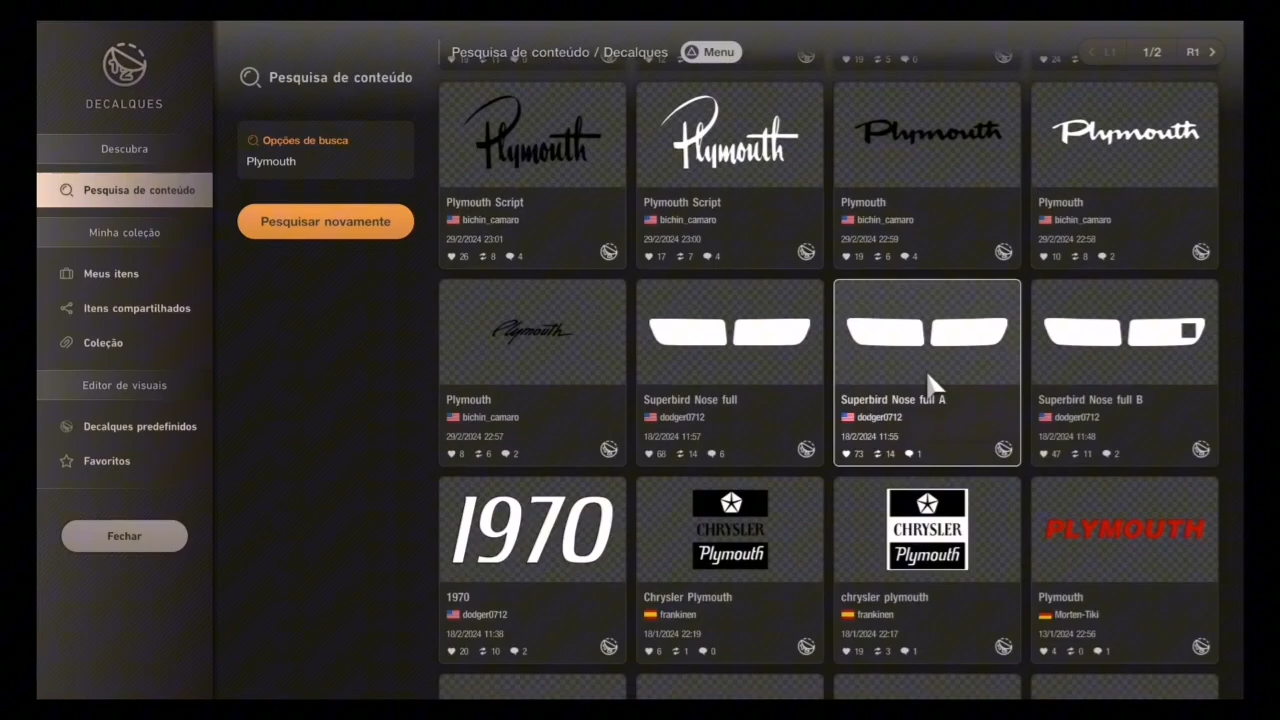 DECALQUES
Descubra
Pesquisa de conteúdo
Minha coleção
Meus itens
Itens compartilhados
Coleção
Editor de visuais
Decalques predefinidos
Favoritos
Fechar
Pesquisa de conteúdo
Opções de busca
Plymouth
Pesquisar novamente
Pesquisa de conteúdo / Decalques
Menu
L1 1/2 R1
19 5 0
24
Plymouth Plymouth Plymouth Plymouth
Plymouth Script Plymouth Script Plymouth Plymouth
bichin_camaro bichin_camaro bichin_camaro bichin_camaro
29/2/2024 23:01 29/2/2024 23:00 29/2/2024 22:59 29/2/2024 22:58
26 8 4 17 7 4 19 6 4 10 8 2
Plymouth
Plymouth Superbird Nose full Superbird Nose full A Superbird Nose full B
bichin_camaro dodger0712 dodger0712 dodger0712
29/2/2024 22:57 18/2/2024 11:57 18/2/2024 11:55 18/2/2024 11:48
8 6 2 68 14 6 73 14 1 47 11 2
1970 CHRYSLER Plymouth CHRYSLER Plymouth PLYMOUTH
1970 Chrysler Plymouth chrysler plymouth Plymouth
dodger0712 frankinen frankinen Morten-Tiki
18/2/2024 11:38 18/1/2024 22:19 18/1/2024 22:17 13/1/2024 22:56
20 10 2 6 1 0 19 3 1 4 0 1